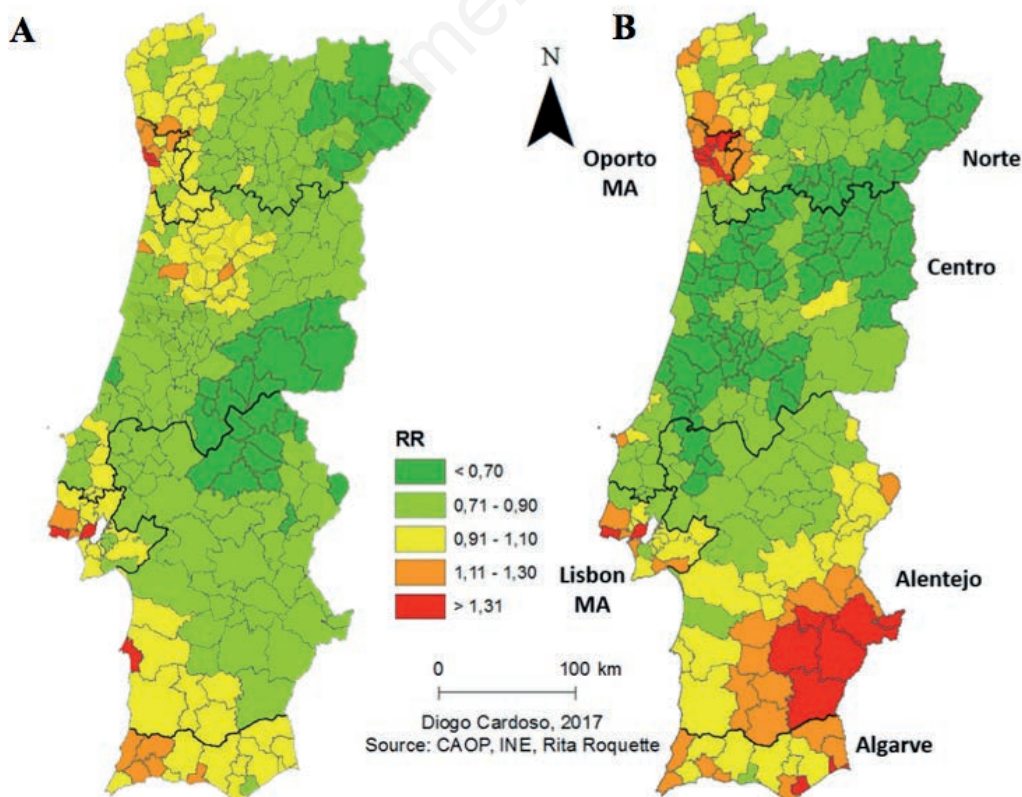 A
B
N
Oporto
MA
Norte
Centro
RR
< 0,70
0,71 - 0,90
0,91 - 1,10
1,11 - 1,30
> 1,31
Lisbon
MA
Alentejo
0 100 km
Diogo Cardoso, 2017
Source: CAOP, INE, Rita Roquette
Algarve